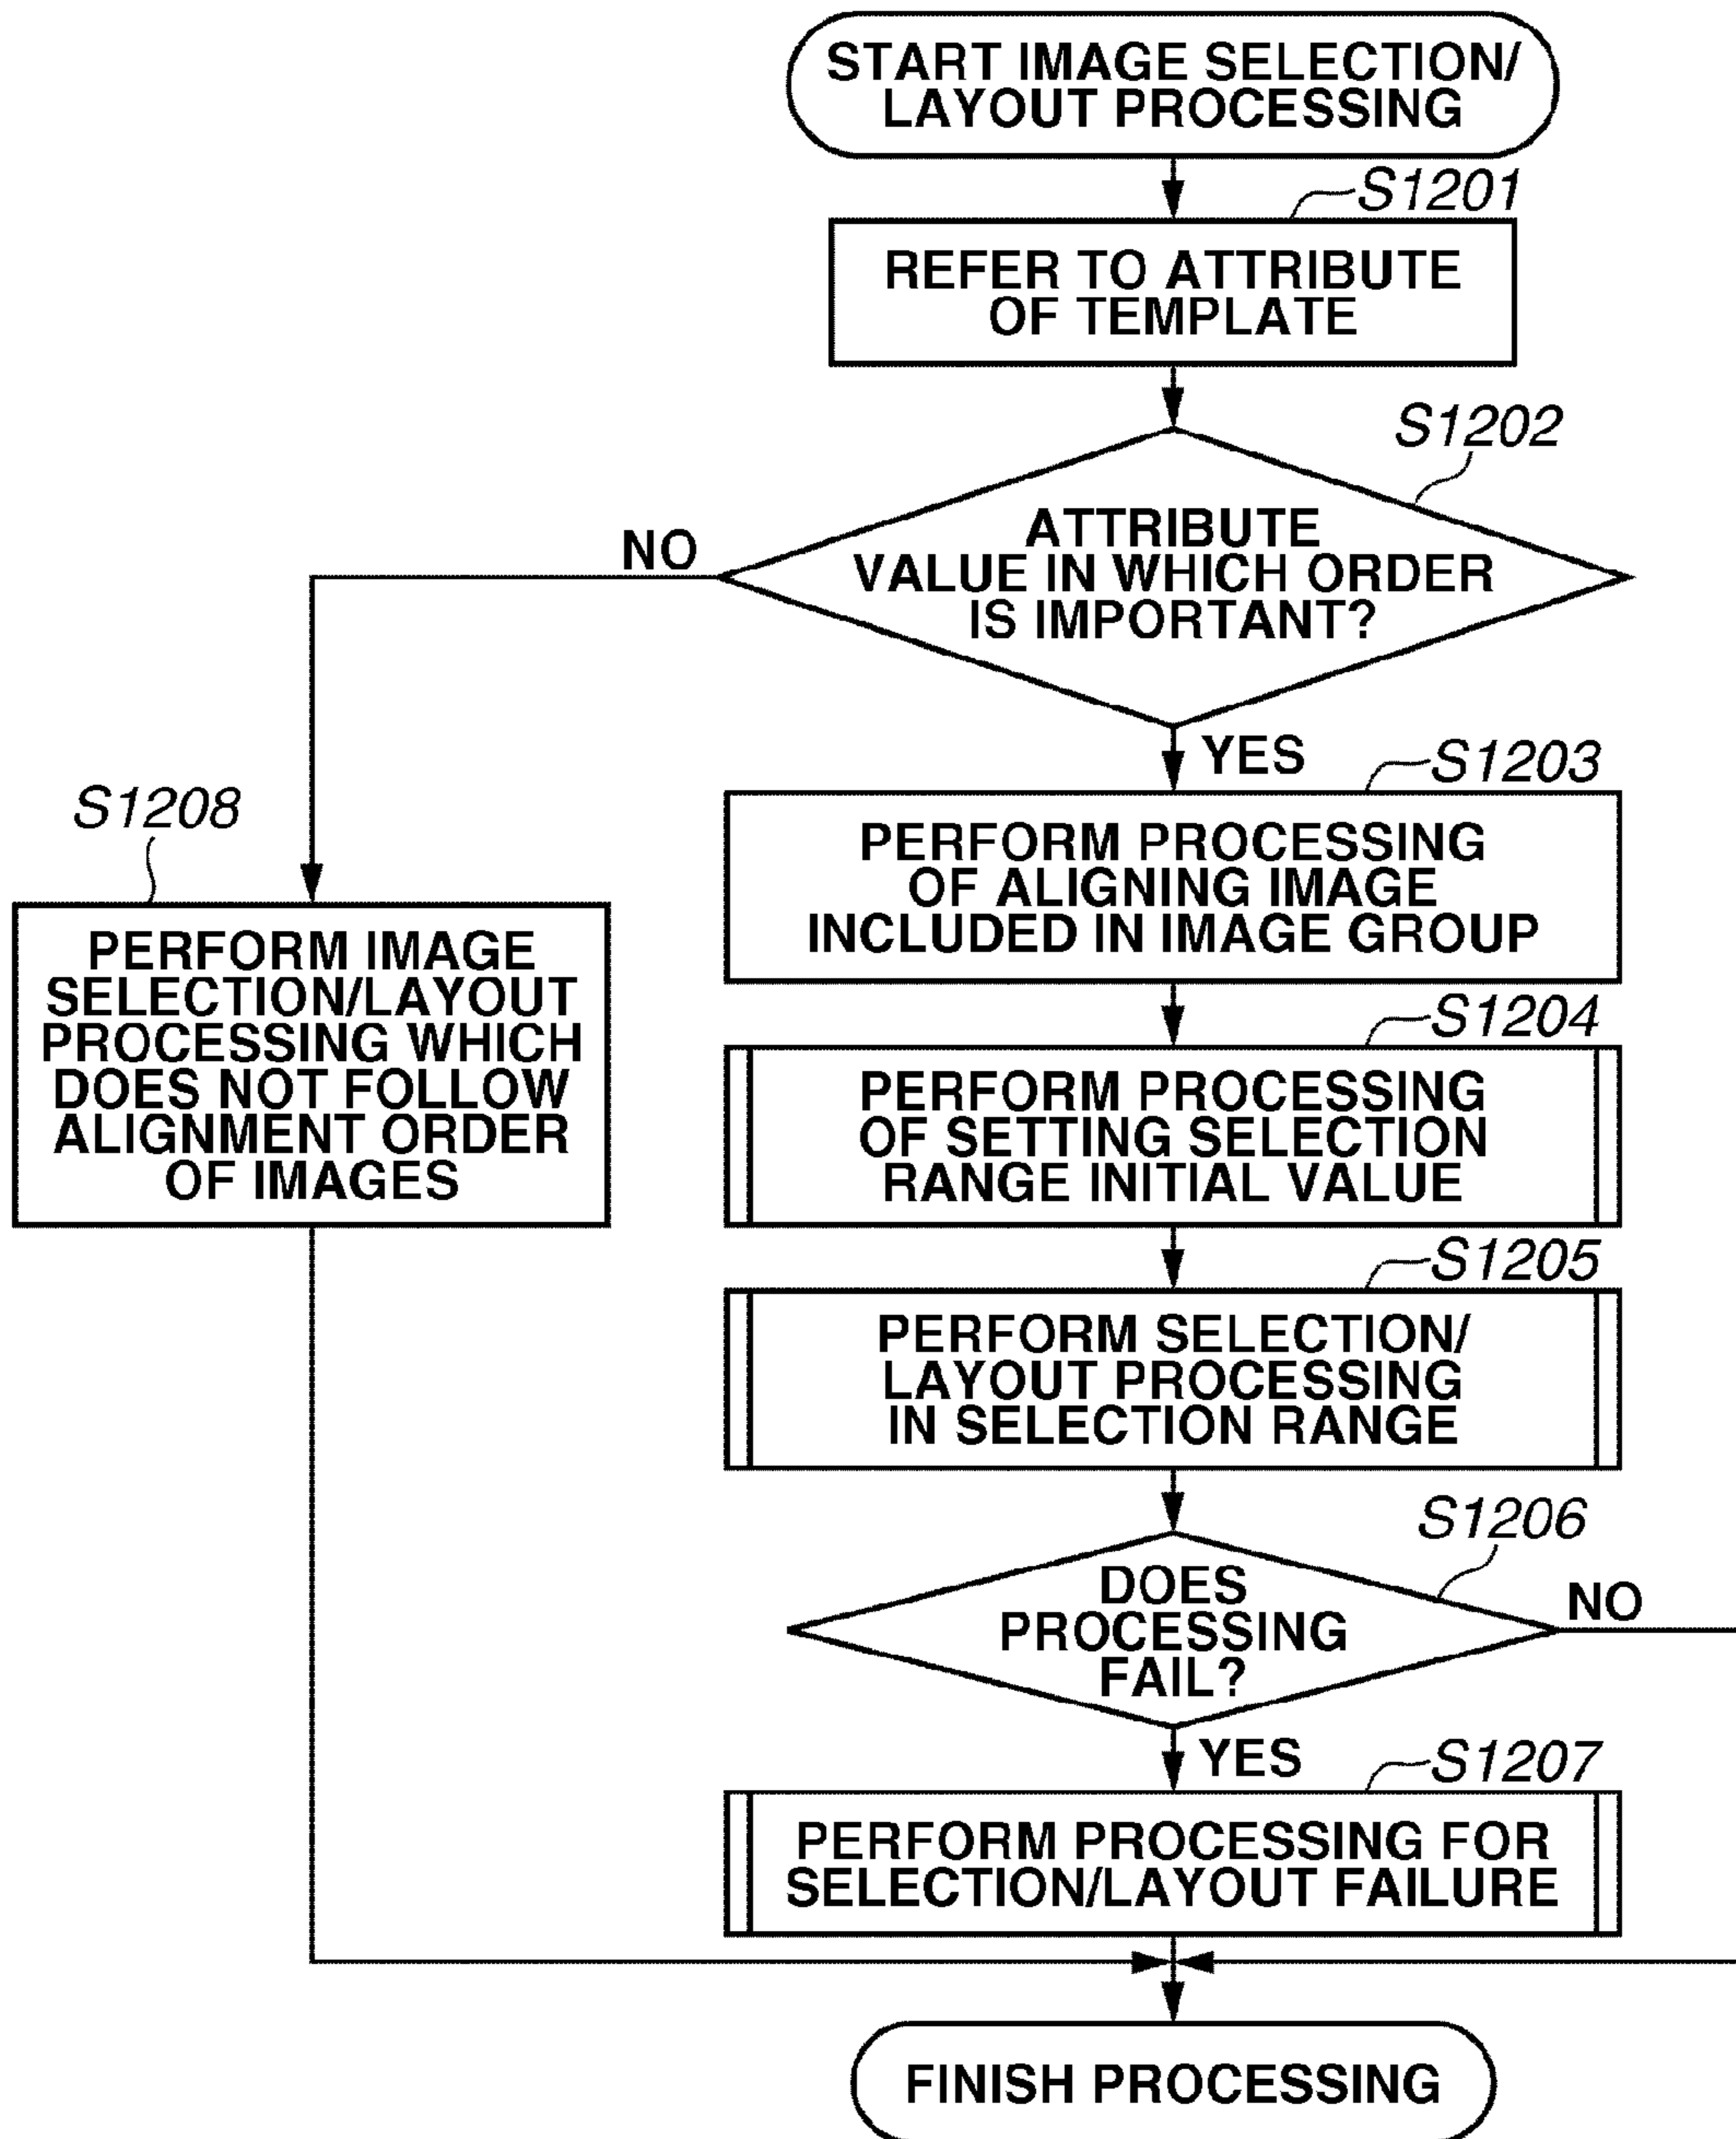 START IMAGE SELECTION/
LAYOUT PROCESSING
S1201
REFER TO ATTRIBUTE
OF TEMPLATE
S1202
ATTRIBUTE
VALUE IN WHICH ORDER
IS IMPORTANT?
NO
YES
S1203
PERFORM PROCESSING
OF ALIGNING IMAGE
INCLUDED IN IMAGE GROUP
S1208
PERFORM IMAGE
SELECTION/LAYOUT
PROCESSING WHICH
DOES NOT FOLLOW
ALIGNMENT ORDER
OF IMAGES
S1204
PERFORM PROCESSING
OF SETTING SELECTION
RANGE INITIAL VALUE
S1205
PERFORM SELECTION/
LAYOUT PROCESSING
IN SELECTION RANGE
S1206
DOES
PROCESSING
FAIL?
NO
YES
S1207
PERFORM PROCESSING FOR
SELECTION/LAYOUT FAILURE
FINISH PROCESSING